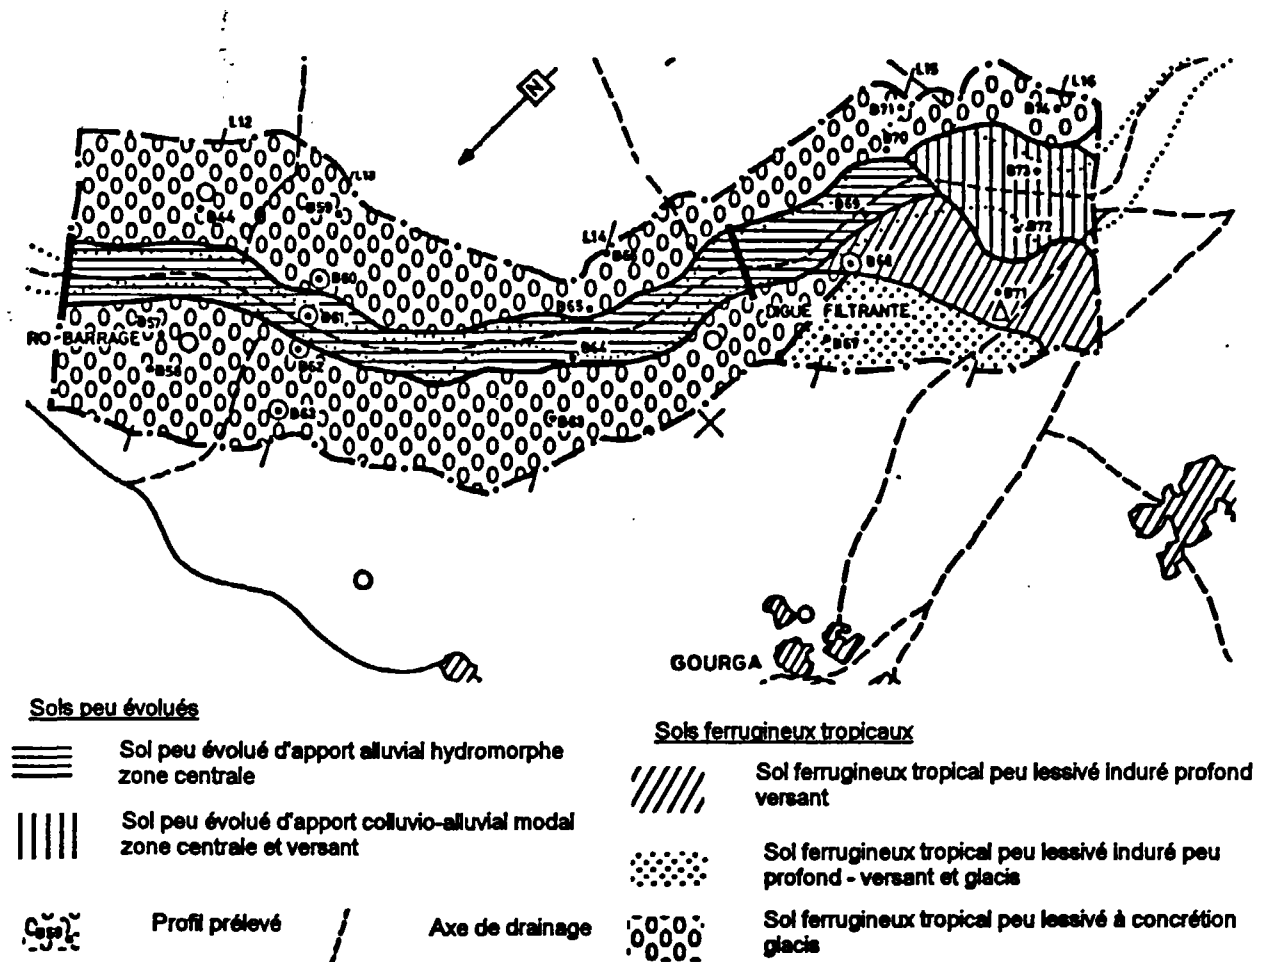 L15
L16
B71
B74
L12
B70
N
L13
B73
B59
B44
B69
B72
L14
B60
B68
B71
B65
B61
DIGUE FILTRANTE
B57
RO-BARRAGE
B64
B67
B62
B58
B63
B63
GOURGA
Sols peu évolués
Sol peu évolué d'apport alluvial hydromorphe
zone centrale
Sol peu évolué d'apport colluvio-alluvial modal
zone centrale et versant
Profil prélevé
Axe de drainage
Sols ferrugineux tropicaux
Sol ferrugineux tropical peu lessivé induré profond
versant
Sol ferrugineux tropical peu lessivé induré peu
profond - versant et glacis
Sol ferrugineux tropical peu lessivé à concrétion
glacis